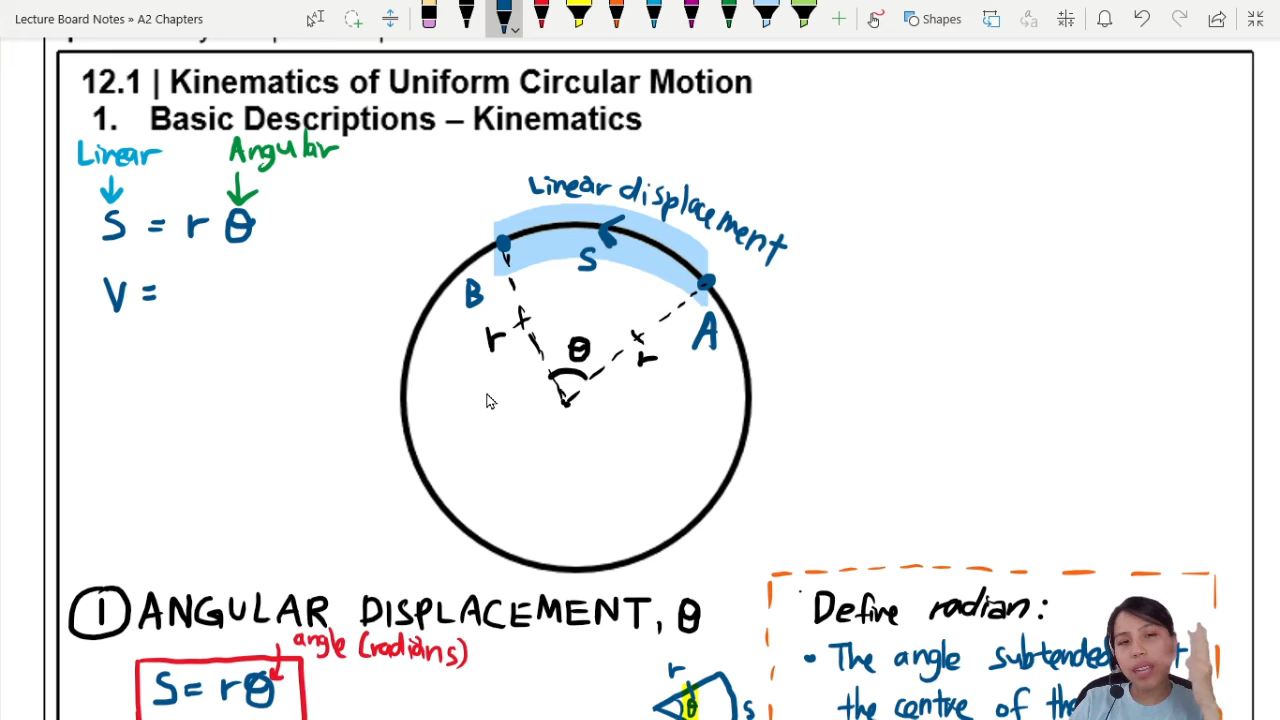 Lecture Board Notes » A2 Chapters
Shapes
12.1 | Kinematics of Uniform Circular Motion
1. Basic Descriptions – Kinematics
Linear
Angular
S = r θ
V =
Linear displacement
S
B
A
r
θ
r
① ANGULAR DISPLACEMENT, θ
angle (radians)
S = rθ
Define radian:
• The angle subtended
the centre of the
r
θ
S